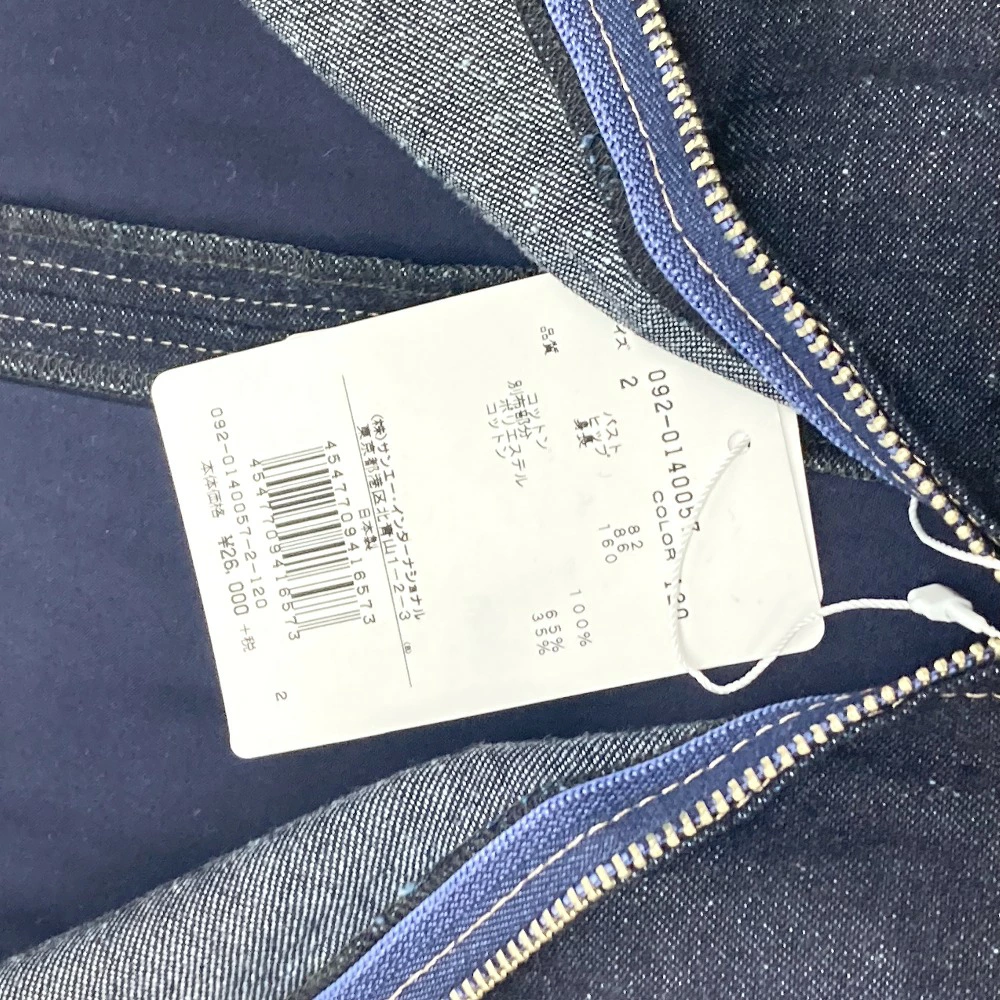 092-0140057
COLOR 120
イズ 2
バスト 82
ヒップ 86
身長 160
品質
コットン 100%
別布部分
ポリエステル 65%
コットン 35%
日本製
(株)サンエー・インターナショナル
東京都港区北青山1-2-3
4547709416573
4547709416573
092-0140057-2-120
本体価格 ¥26,000 +税
2